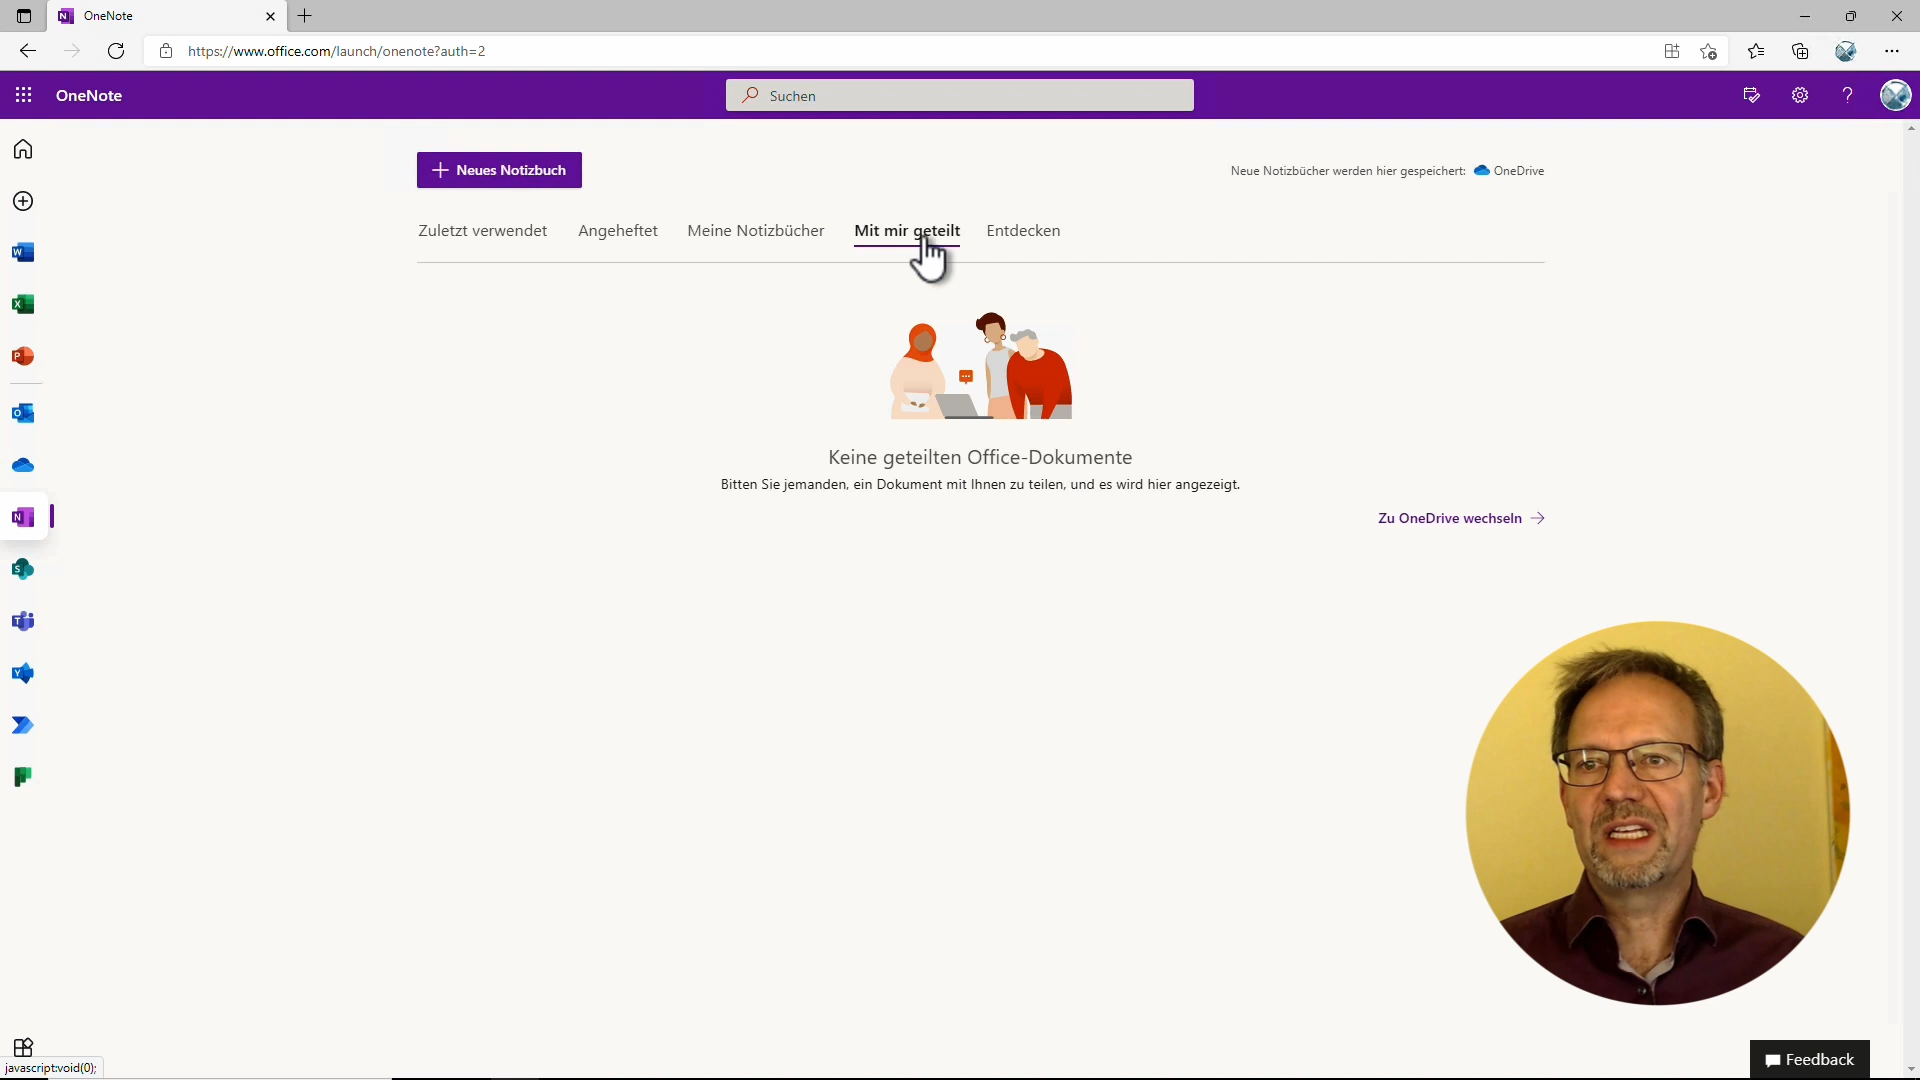 OneNote
https://www.office.com/launch/onenote?auth=2
OneNote
Suchen
Neues Notizbuch
Neue Notizbücher werden hier gespeichert: OneDrive
Zuletzt verwendet Angeheftet Meine Notizbücher Mit mir geteilt Entdecken
Keine geteilten Office-Dokumente
Bitten Sie jemanden, ein Dokument mit Ihnen zu teilen, und es wird hier angezeigt.
Zu OneDrive wechseln
javascript:void(0);
Feedback